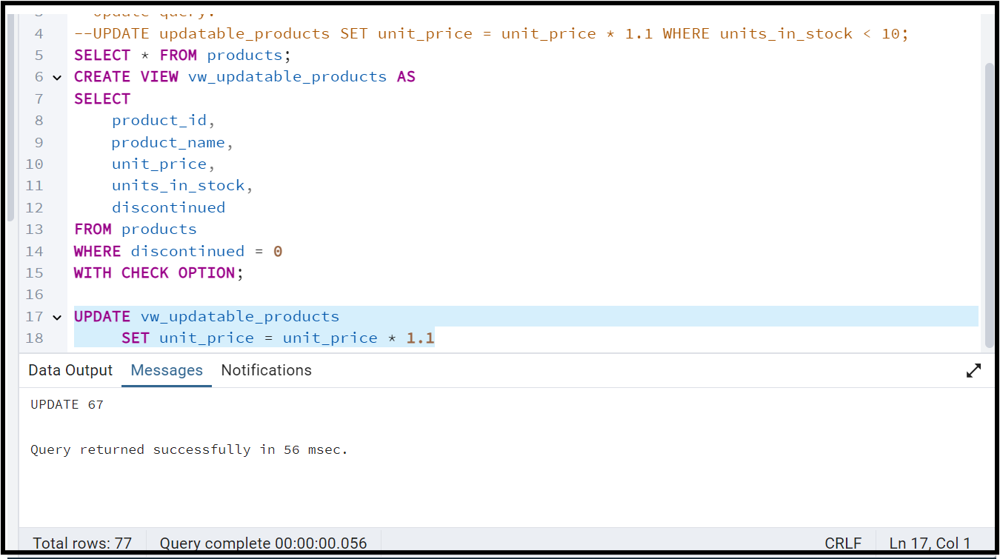 3 --Update query:
4 --UPDATE updatable_products SET unit_price = unit_price * 1.1 WHERE units_in_stock < 10;
5 SELECT * FROM products;
6 CREATE VIEW vw_updatable_products AS
7 SELECT
8 product_id,
9 product_name,
10 unit_price,
11 units_in_stock,
12 discontinued
13 FROM products
14 WHERE discontinued = 0
15 WITH CHECK OPTION;
16
17 UPDATE vw_updatable_products
18 SET unit_price = unit_price * 1.1
Data Output Messages Notifications
UPDATE 67
Query returned successfully in 56 msec.
Total rows: 77 Query complete 00:00:00.056 CRLF Ln 17, Col 1